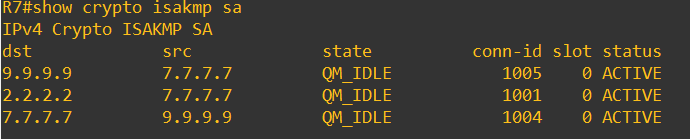 R7#show crypto isakmp sa
IPv4 Crypto ISAKMP SA
dst             src             state          conn-id slot status
9.9.9.9         7.7.7.7         QM_IDLE           1005    0 ACTIVE
2.2.2.2         7.7.7.7         QM_IDLE           1001    0 ACTIVE
7.7.7.7         9.9.9.9         QM_IDLE           1004    0 ACTIVE